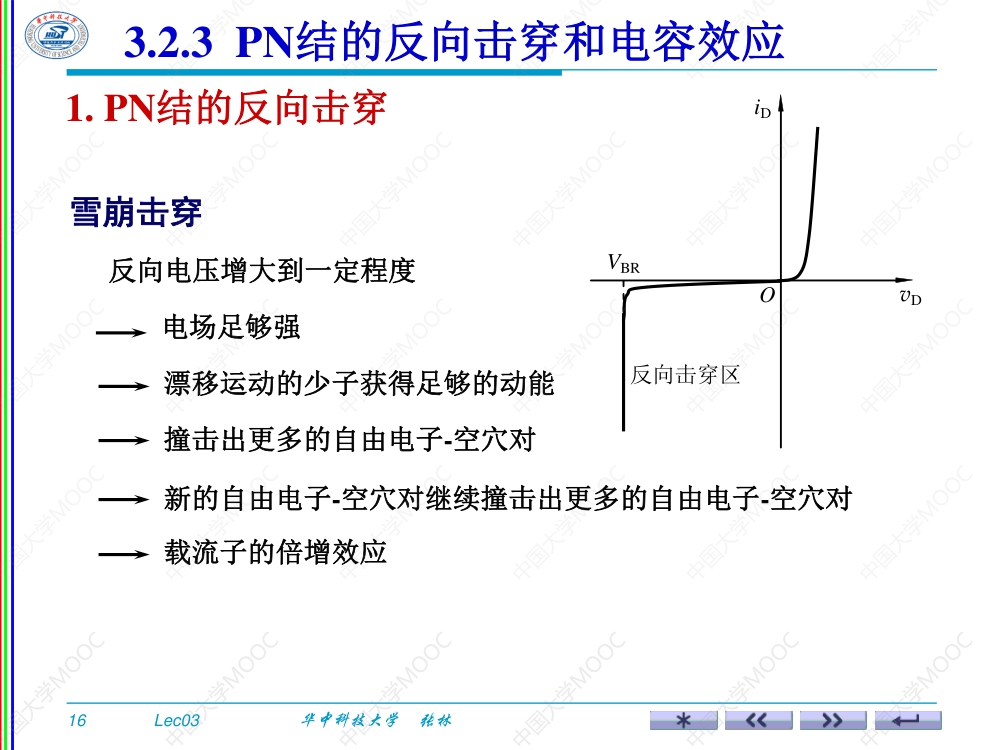 3.2.3 PN结的反向击穿和电容效应
1. PN结的反向击穿
雪崩击穿
反向电压增大到一定程度
电场足够强
漂移运动的少子获得足够的动能
撞击出更多的自由电子-空穴对
新的自由电子-空穴对继续撞击出更多的自由电子-空穴对
载流子的倍增效应
iD
VBR
O
vD
反向击穿区
16 Lec03 华中科技大学 张林
中国大学MOOC